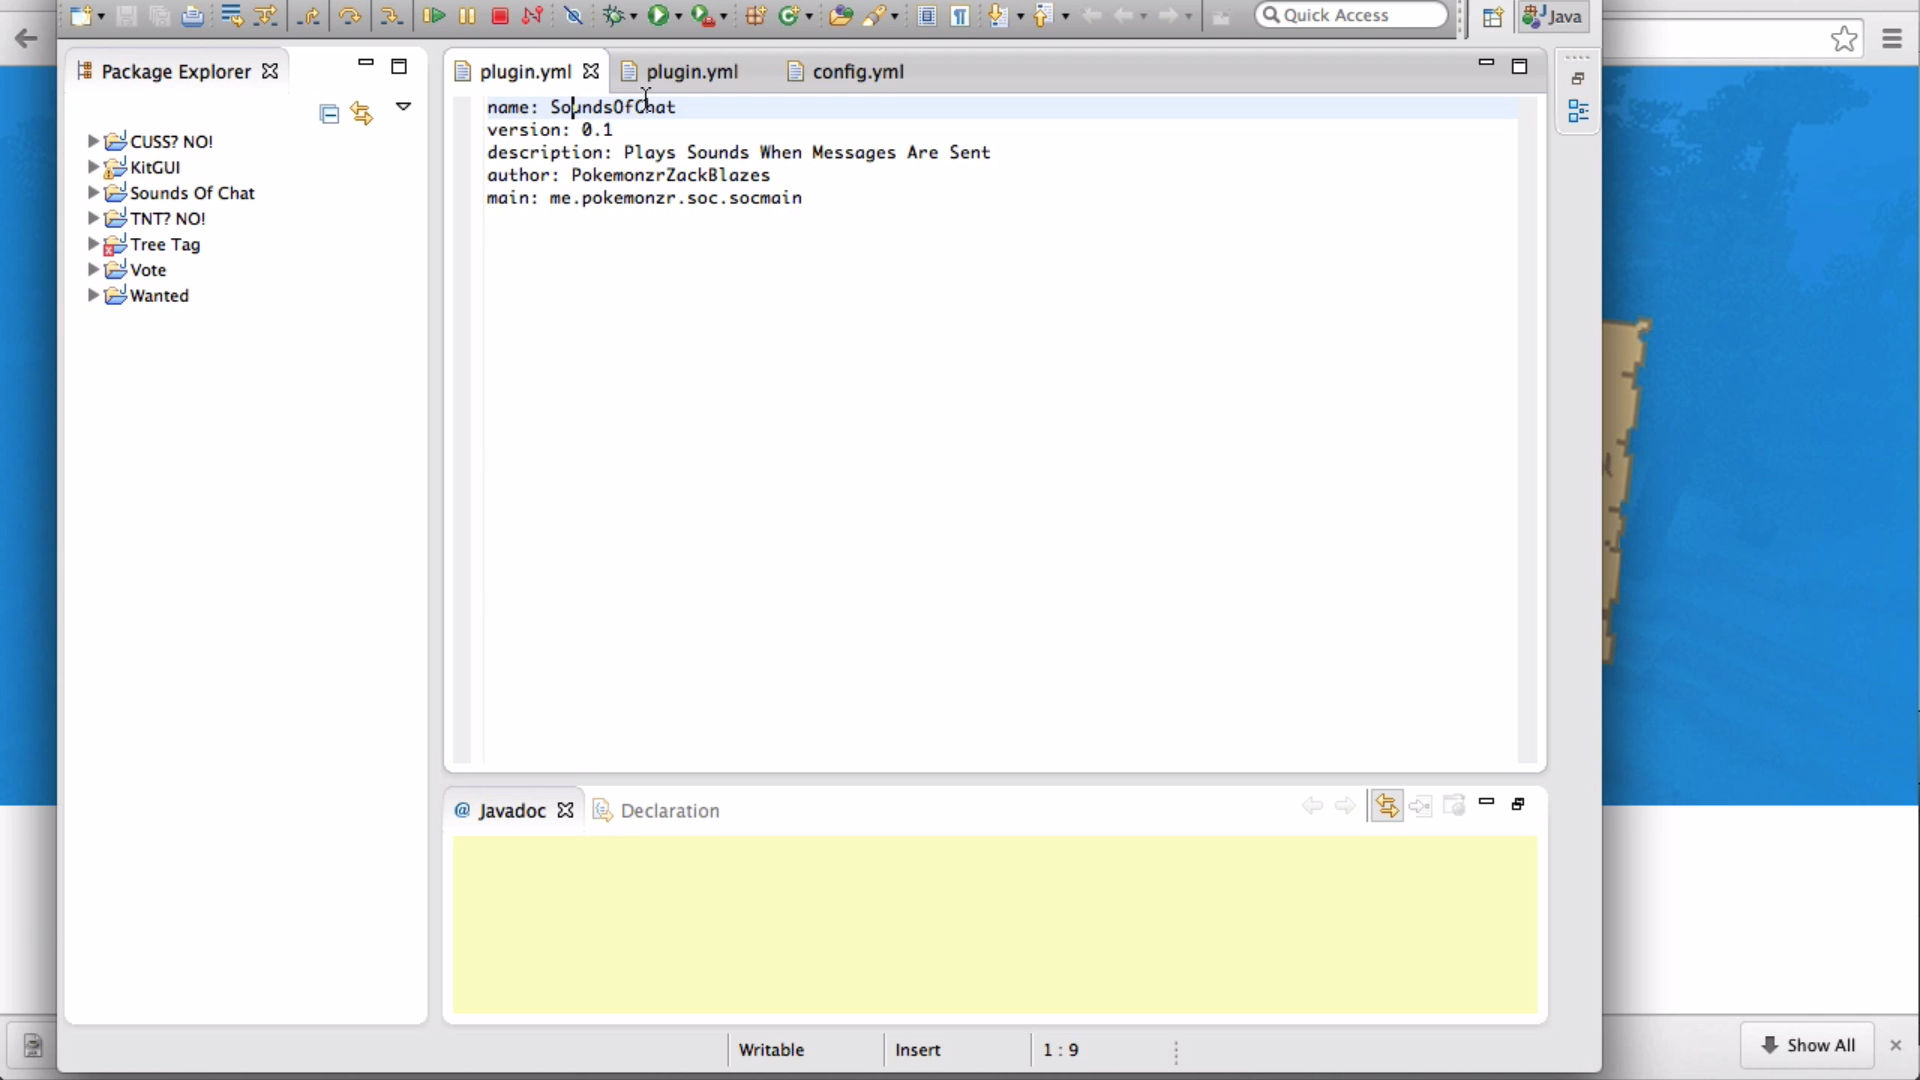 Quick Access
Java
Package Explorer
plugin.yml
plugin.yml
config.yml
CUSS? NO!
KitGUI
Sounds Of Chat
TNT? NO!
Tree Tag
Vote
Wanted
name: SoundsOfChat
version: 0.1
description: Plays Sounds When Messages Are Sent
author: PokemonzrZackBlazes
main: me.pokemonzr.soc.socmain
@ Javadoc
Declaration
Writable
Insert
1 : 9
Show All